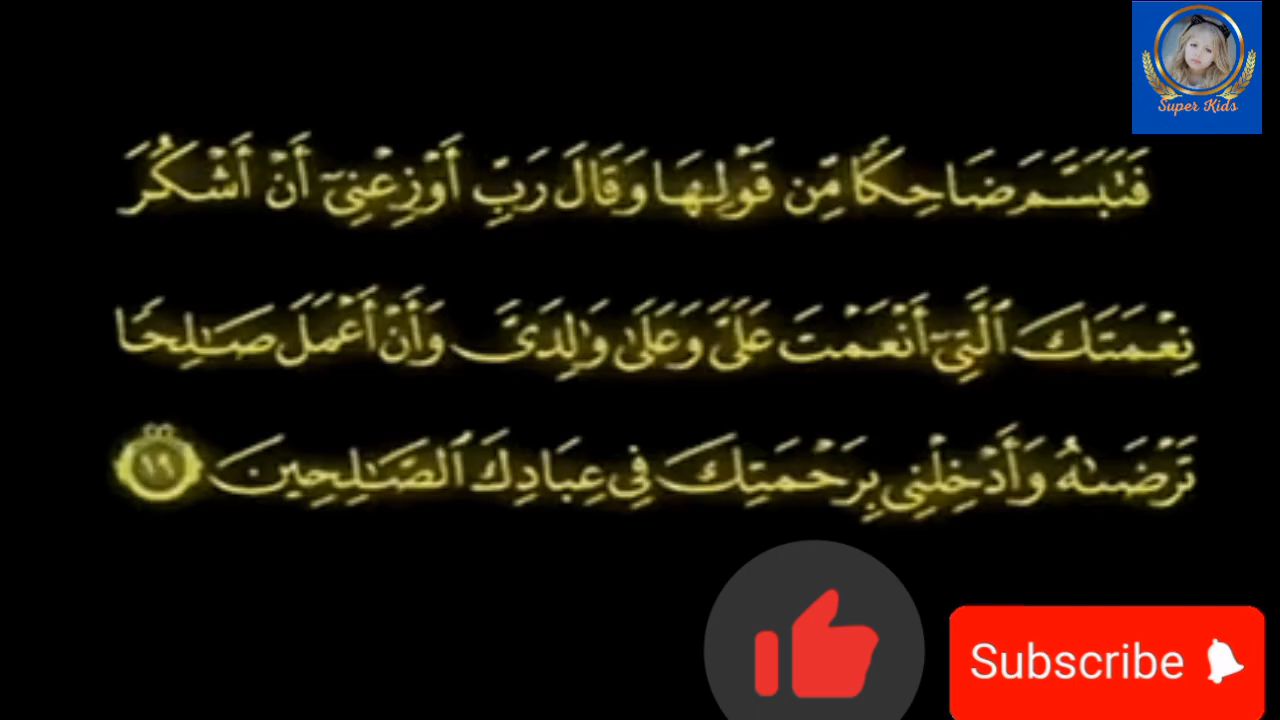 Super Kids
فَتَبَسَّمَ ضَاحِكًا مِّن قَوْلِهَا وَقَالَ رَبِّ أَوْزِعْنِىٓ أَنْ أَشْكُرَ
نِعْمَتَكَ ٱلَّتِىٓ أَنْعَمْتَ عَلَىَّ وَعَلَىٰ وَٰلِدَىَّ وَأَنْ أَعْمَلَ صَـٰلِحًا
تَرْضَىٰهُ وَأَدْخِلْنِى بِرَحْمَتِكَ فِى عِبَادِكَ ٱلصَّـٰلِحِينَ ١٩
Subscribe